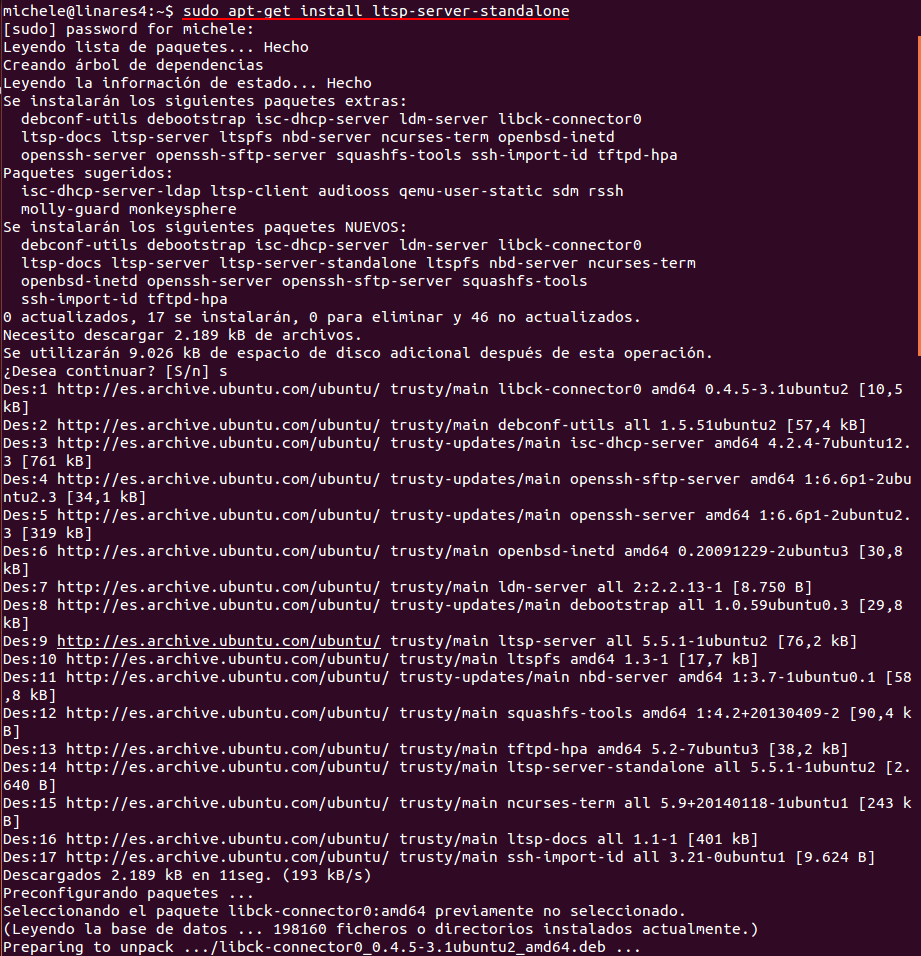 michele@linares4:~$ sudo apt-get install ltsp-server-standalone
[sudo] password for michele:
Leyendo lista de paquetes... Hecho
Creando árbol de dependencias
Leyendo la información de estado... Hecho
Se instalarán los siguientes paquetes extras:
  debconf-utils debootstrap isc-dhcp-server ldm-server libck-connector0
  ltsp-docs ltsp-server ltspfs nbd-server ncurses-term openbsd-inetd
  openssh-server openssh-sftp-server squashfs-tools ssh-import-id tftpd-hpa
Paquetes sugeridos:
  isc-dhcp-server-ldap ltsp-client audiooss qemu-user-static sdm rssh
  molly-guard monkeysphere
Se instalarán los siguientes paquetes NUEVOS:
  debconf-utils debootstrap isc-dhcp-server ldm-server libck-connector0
  ltsp-docs ltsp-server ltsp-server-standalone ltspfs nbd-server ncurses-term
  openbsd-inetd openssh-server openssh-sftp-server squashfs-tools
  ssh-import-id tftpd-hpa
0 actualizados, 17 se instalarán, 0 para eliminar y 46 no actualizados.
Necesito descargar 2.189 kB de archivos.
Se utilizarán 9.026 kB de espacio de disco adicional después de esta operación.
¿Desea continuar? [S/n] s
Des:1 http://es.archive.ubuntu.com/ubuntu/ trusty/main libck-connector0 amd64 0.4.5-3.1ubuntu2 [10,5
kB]
Des:2 http://es.archive.ubuntu.com/ubuntu/ trusty/main debconf-utils all 1.5.51ubuntu2 [57,4 kB]
Des:3 http://es.archive.ubuntu.com/ubuntu/ trusty-updates/main isc-dhcp-server amd64 4.2.4-7ubuntu12.
3 [761 kB]
Des:4 http://es.archive.ubuntu.com/ubuntu/ trusty-updates/main openssh-sftp-server amd64 1:6.6p1-2ubu
ntu2.3 [34,1 kB]
Des:5 http://es.archive.ubuntu.com/ubuntu/ trusty-updates/main openssh-server amd64 1:6.6p1-2ubuntu2.
3 [319 kB]
Des:6 http://es.archive.ubuntu.com/ubuntu/ trusty/main openbsd-inetd amd64 0.20091229-2ubuntu3 [30,8
kB]
Des:7 http://es.archive.ubuntu.com/ubuntu/ trusty/main ldm-server all 2:2.2.13-1 [8.750 B]
Des:8 http://es.archive.ubuntu.com/ubuntu/ trusty-updates/main debootstrap all 1.0.59ubuntu0.3 [29,8
kB]
Des:9 http://es.archive.ubuntu.com/ubuntu/ trusty/main ltsp-server all 5.5.1-1ubuntu2 [76,2 kB]
Des:10 http://es.archive.ubuntu.com/ubuntu/ trusty/main ltspfs amd64 1.3-1 [17,7 kB]
Des:11 http://es.archive.ubuntu.com/ubuntu/ trusty-updates/main nbd-server amd64 1:3.7-1ubuntu0.1 [58
,8 kB]
Des:12 http://es.archive.ubuntu.com/ubuntu/ trusty/main squashfs-tools amd64 1:4.2+20130409-2 [90,4 k
B]
Des:13 http://es.archive.ubuntu.com/ubuntu/ trusty/main tftpd-hpa amd64 5.2-7ubuntu3 [38,2 kB]
Des:14 http://es.archive.ubuntu.com/ubuntu/ trusty/main ltsp-server-standalone all 5.5.1-1ubuntu2 [2.
640 B]
Des:15 http://es.archive.ubuntu.com/ubuntu/ trusty/main ncurses-term all 5.9+20140118-1ubuntu1 [243 k
B]
Des:16 http://es.archive.ubuntu.com/ubuntu/ trusty/main ltsp-docs all 1.1-1 [401 kB]
Des:17 http://es.archive.ubuntu.com/ubuntu/ trusty/main ssh-import-id all 3.21-0ubuntu1 [9.624 B]
Descargados 2.189 kB en 11seg. (193 kB/s)
Preconfigurando paquetes ...
Seleccionando el paquete libck-connector0:amd64 previamente no seleccionado.
(Leyendo la base de datos ... 198160 ficheros o directorios instalados actualmente.)
Preparing to unpack .../libck-connector0_0.4.5-3.1ubuntu2_amd64.deb ...